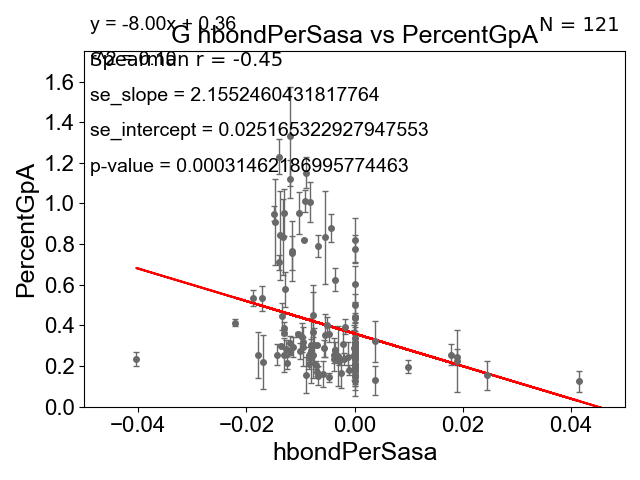 y = -8.00x + 0.36
N = 121
G hbondPerSasa vs PercentGpA
Spearman r = -0.45
se_slope = 2.1552460431817764
se_intercept = 0.025165322927947553
p-value = 0.00031462186995774463
PercentGpA
1.6
1.4
1.2
1.0
0.8
0.6
0.4
0.2
0.0
−0.04
−0.02
0.00
0.02
0.04
hbondPerSasa